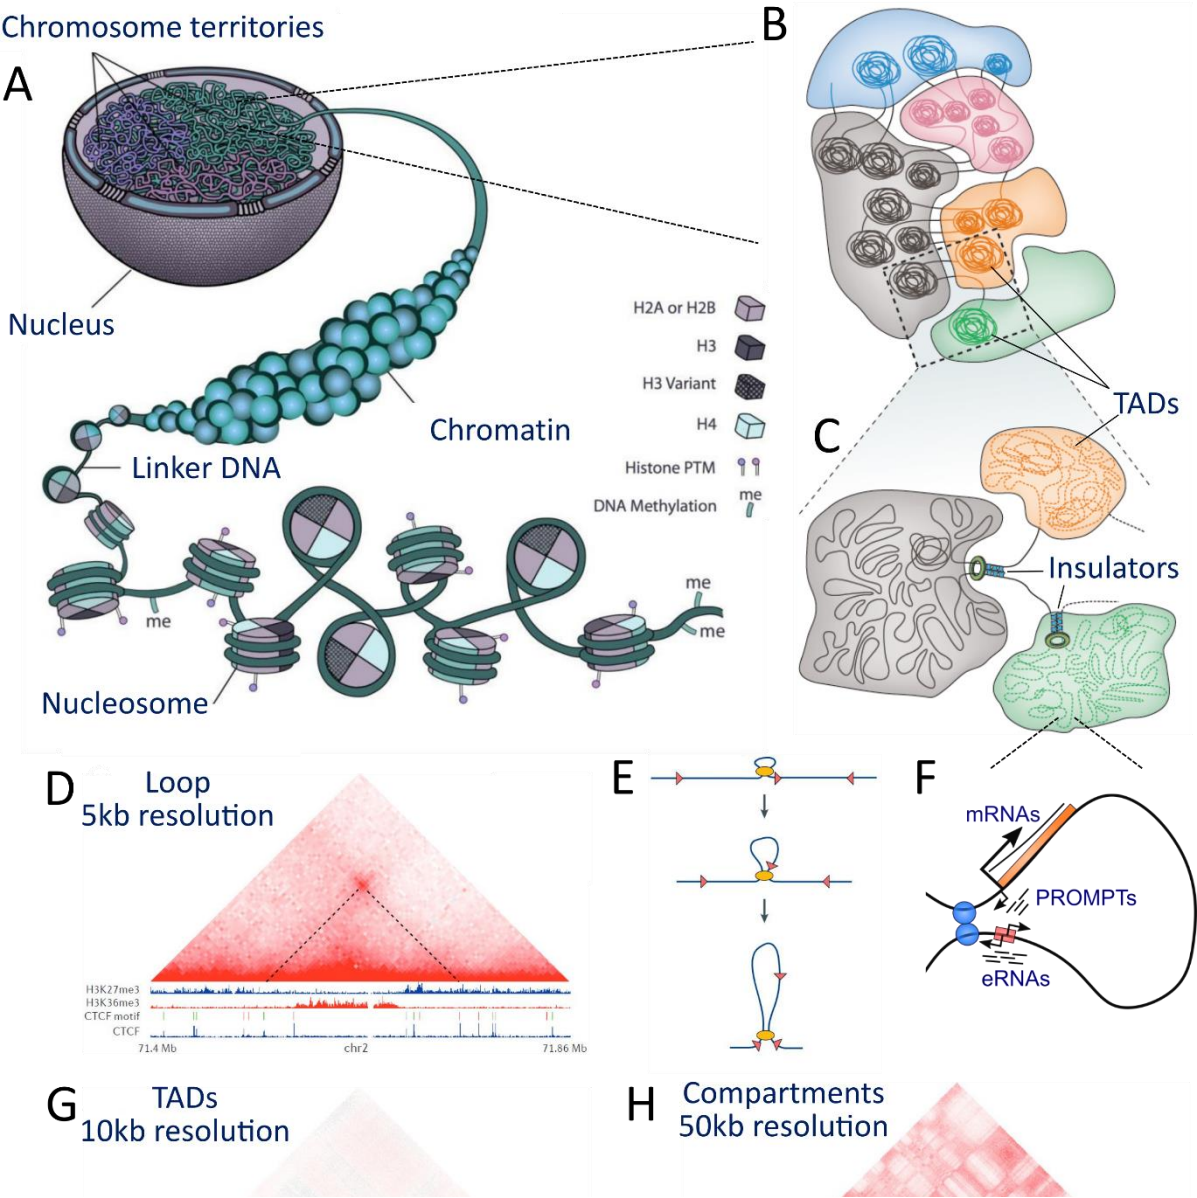 Chromosome territories
A
Nucleus
Linker DNA
Chromatin
H2A or H2B
H3
H3 Variant
H4
Histone PTM
DNA Methylation
me
me
me
me
Nucleosome
B
TADs
C
Insulators
D
Loop
5kb resolution
H3K27me3
H3K36me3
CTCF motif
CTCF
71.4 Mb
chr2
71.86 Mb
E
F
mRNAs
PROMPTs
eRNAs
G
TADs
10kb resolution
H
Compartments
50kb resolution